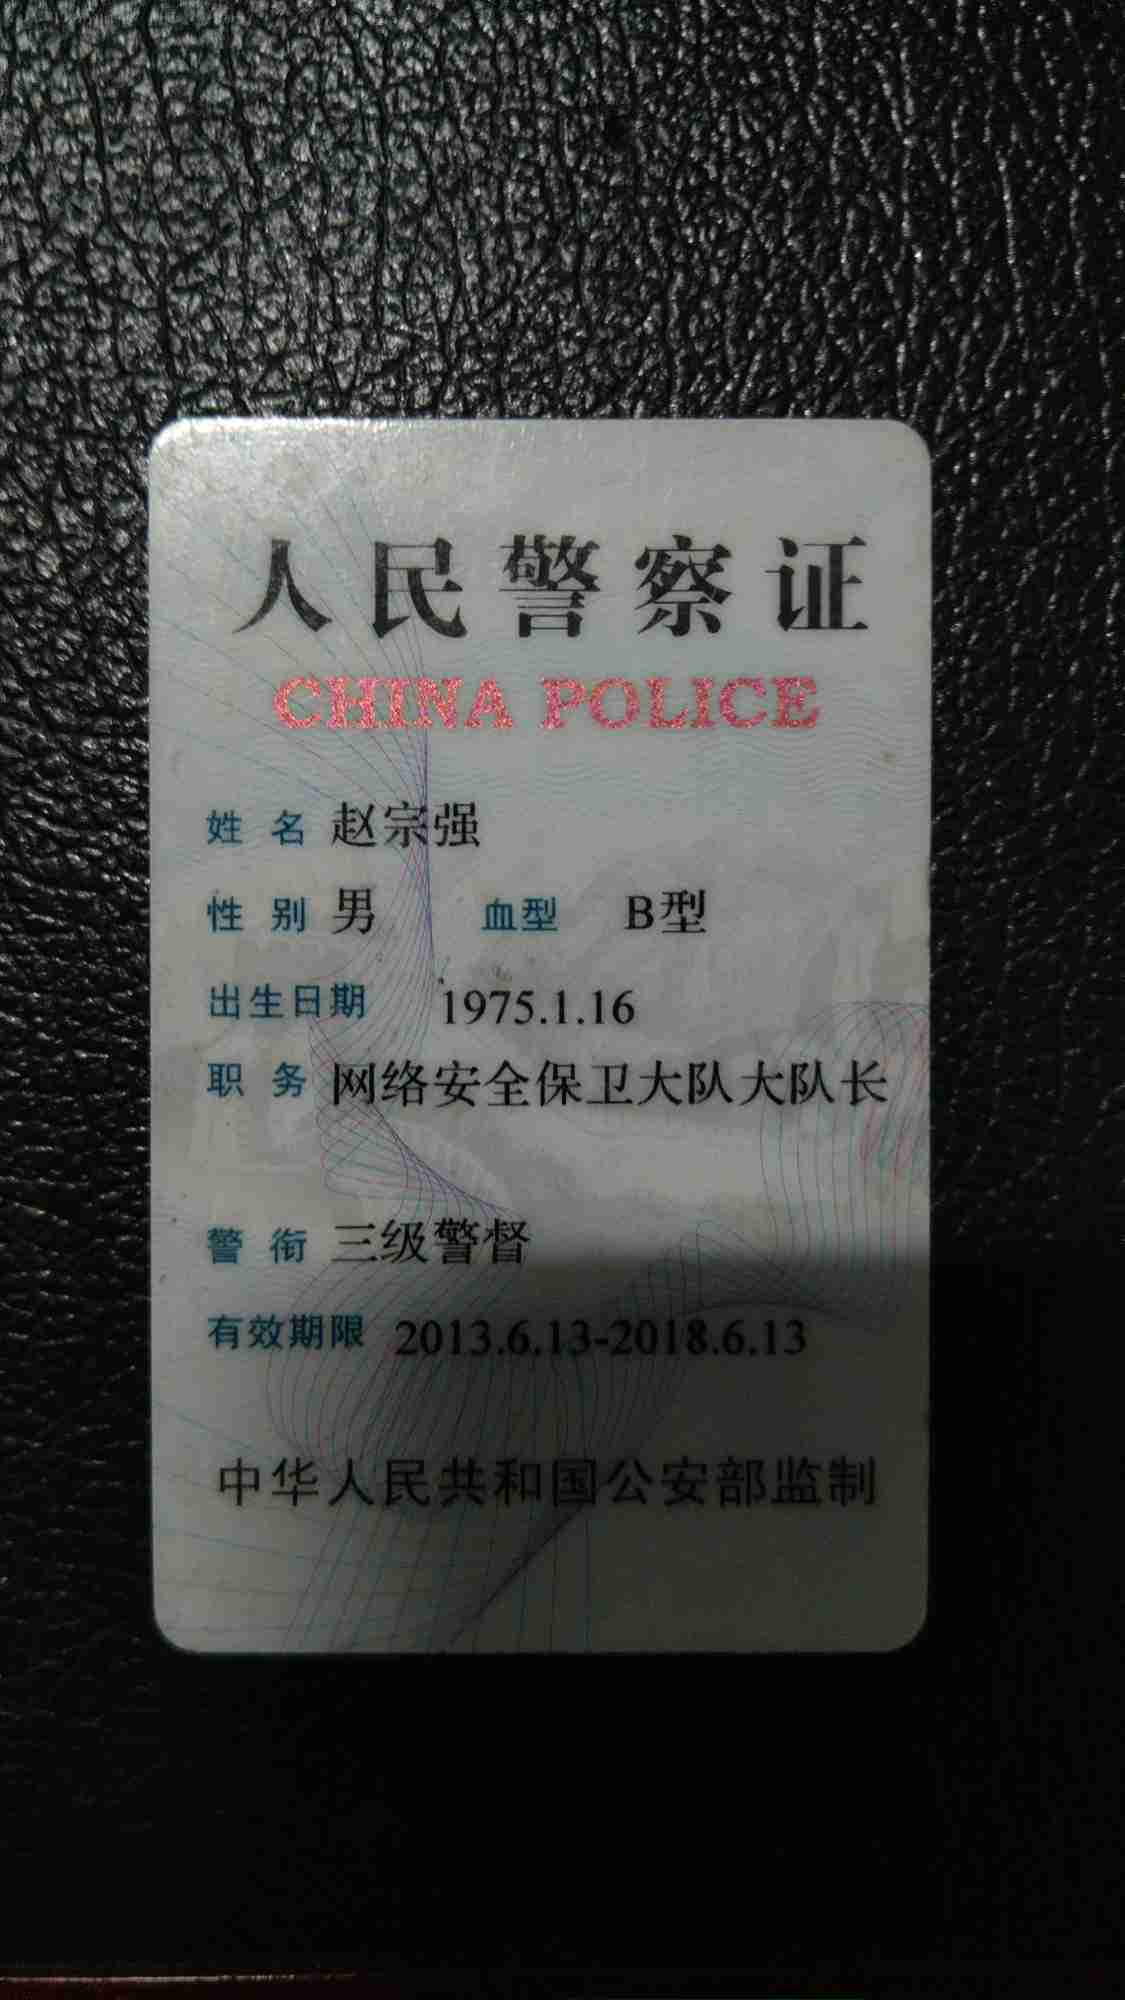 人民警察证
CHINA POLICE
姓名 赵宗强
性别 男 血型 B型
出生日期 1975.1.16
职务 网络安全保卫大队大队长
警衔 三级警督
有效期限 2013.6.13-2018.6.13
中华人民共和国公安部监制